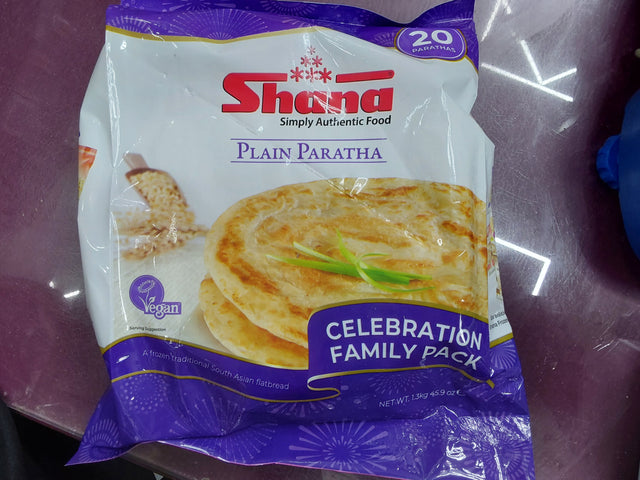 20
PARATHAS
Shana
Simply Authentic Food
PLAIN PARATHA
Vegan
Serving Suggestion
CELEBRATION
FAMILY PACK
A frozen traditional South Asian flatbread
NET WT. 1.3kg 45.9 oz e